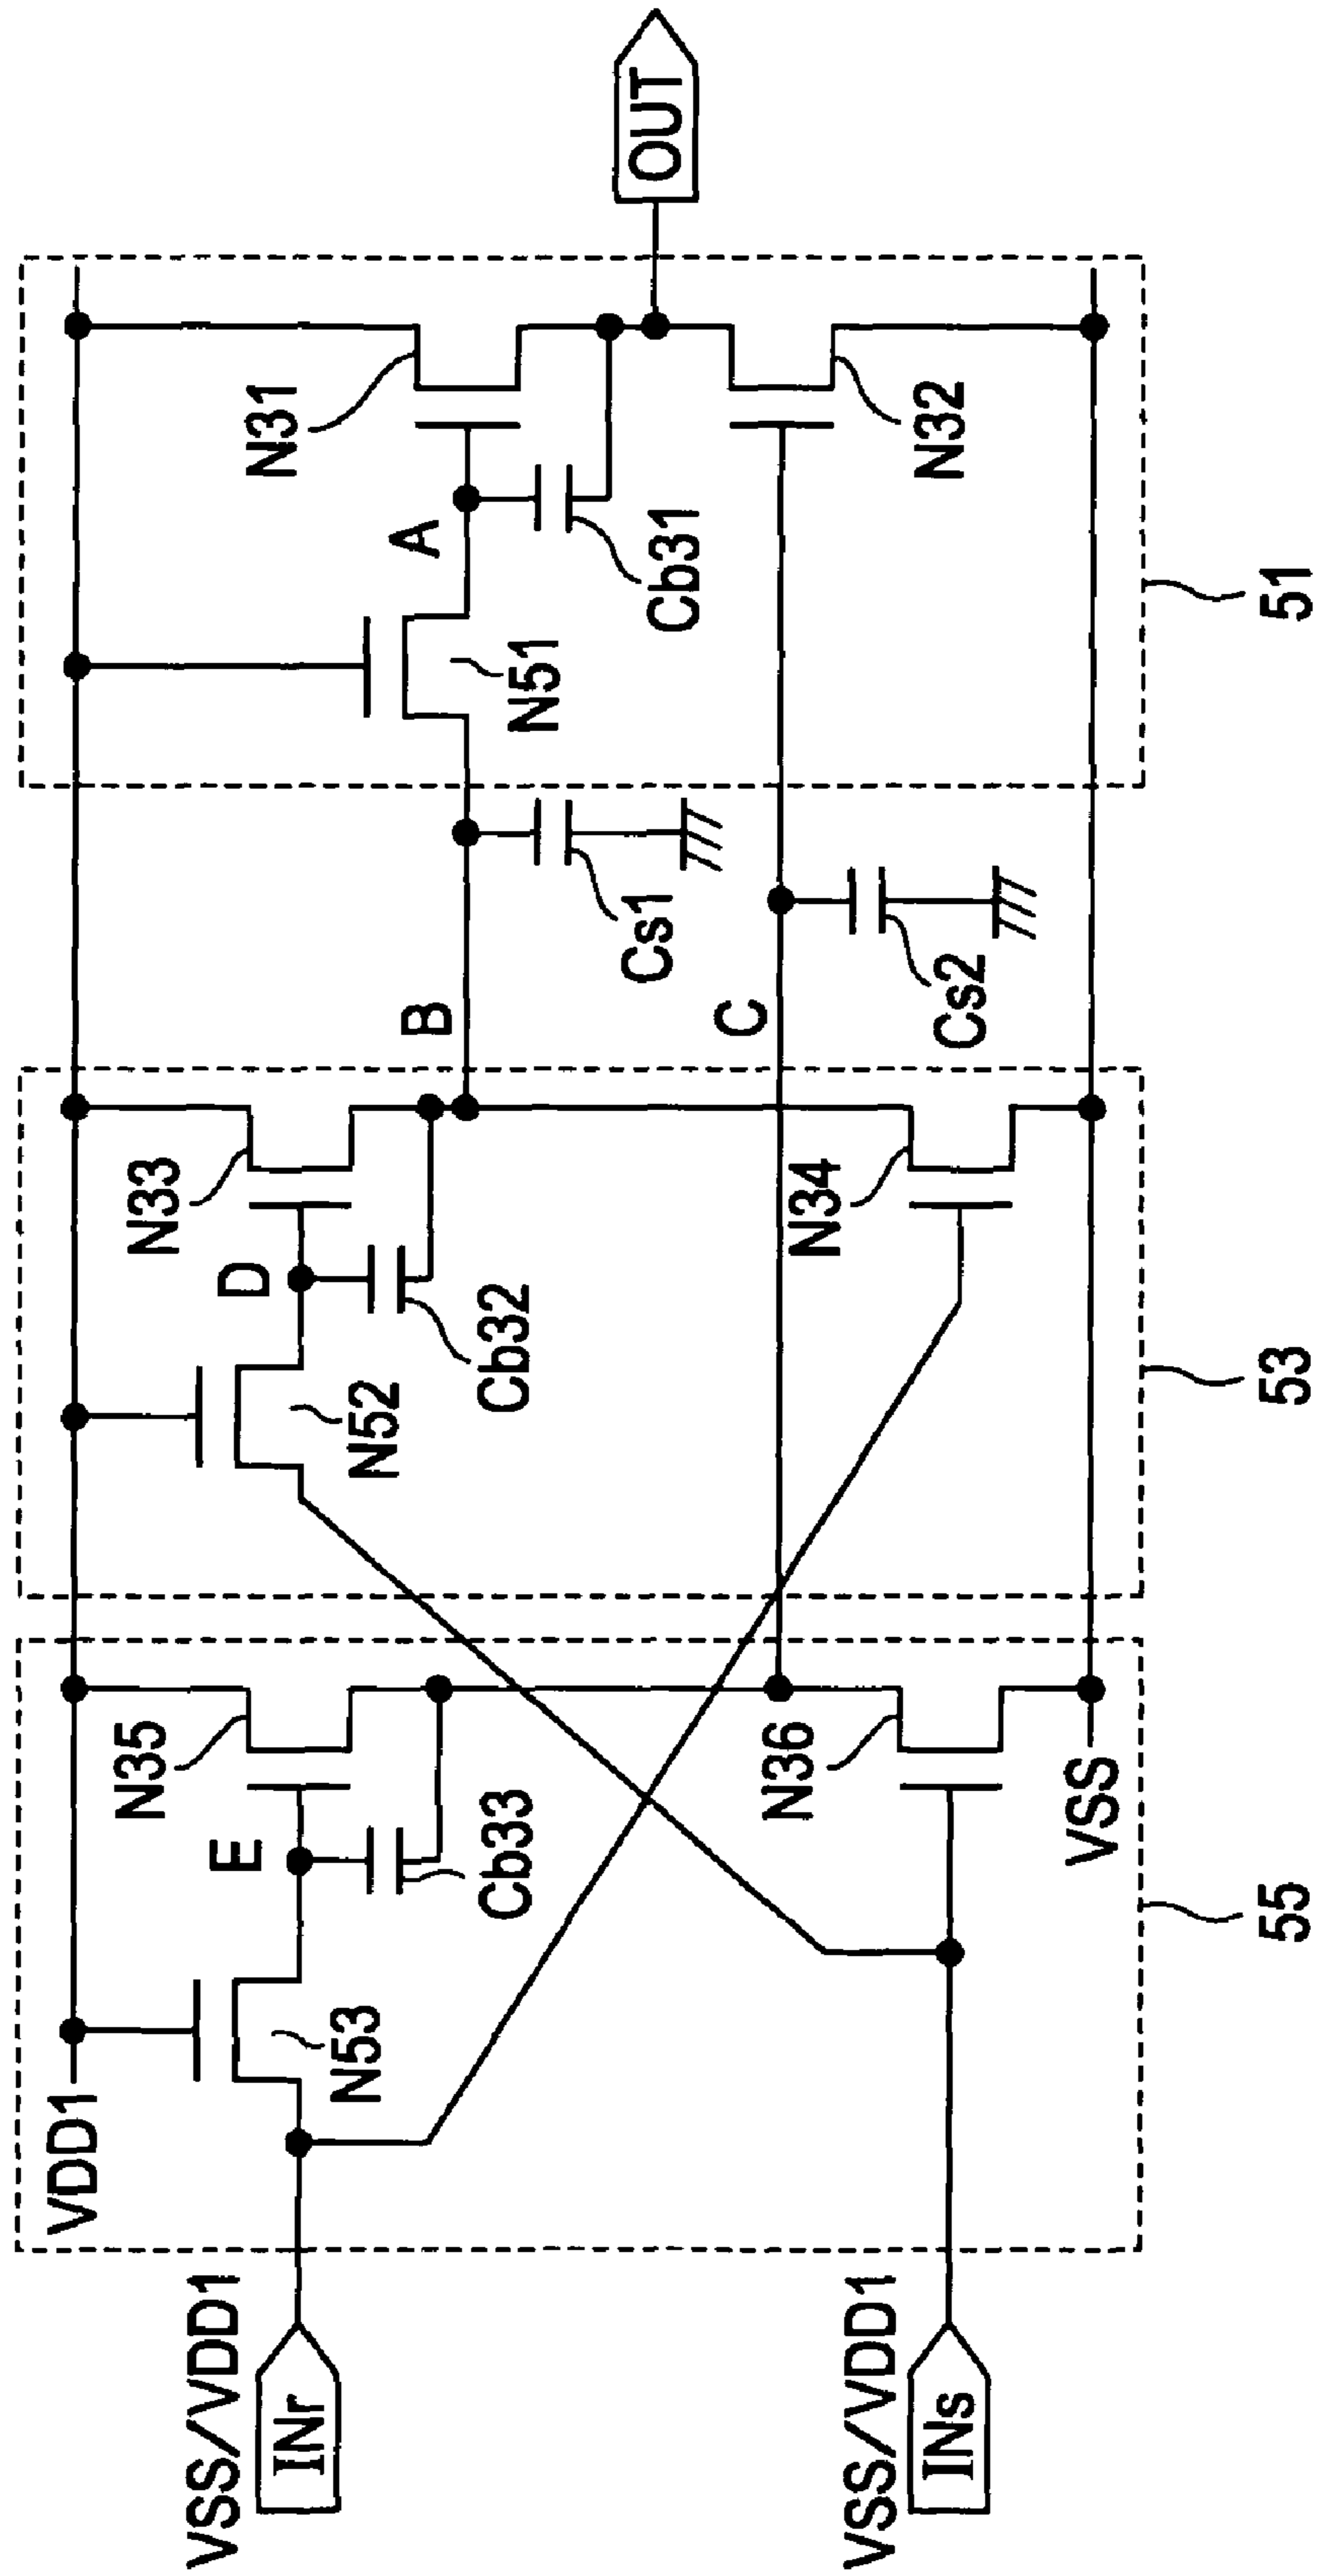 VDD1
VSS/VDD1
INr
VSS/VDD1
INs
N53
E
Cb33
N35
N36
VSS
55
N52
D
Cb32
N33
N34
53
B
C
Cs1
Cs2
N51
A
Cb31
N31
N32
51
OUT